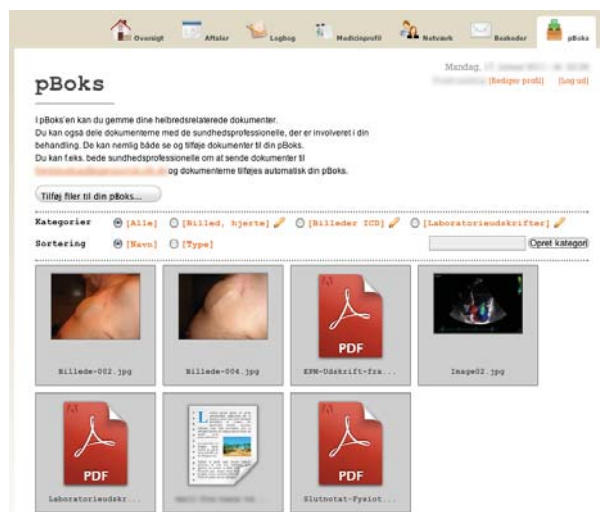 Oversigt Aftaler Logbog Medicinprofil Netværk Beskeder pBoks
Mandag,
[Rediger profil] [Log ud]
pBoks
I pBoks'en kan du gemme dine helbredsrelaterede dokumenter.
Du kan også dele dokumenterne med de sundhedsprofessionelle, der er involveret i din
behandling. De kan nemlig både se og tilføje dokumenter til din pBoks.
Du kan f.eks. bede sundhedsprofessionelle om at sende dokumenter til
og dokumenterne tilføjes automatisk din pBoks.
Tilføj filer til din pBoks...
Kategorier [Alle] [Billed, hjerte] [Billeder ICD] [Laboratorieudskrifter]
Sortering [Navn] [Type] Opret kategori
PDF
Billede-002.jpg Billede-004.jpg EPM-Udskrift-fra... Image02.jpg
PDF PDF
Laboratorieudskr... Slutnotat-Fysiot...